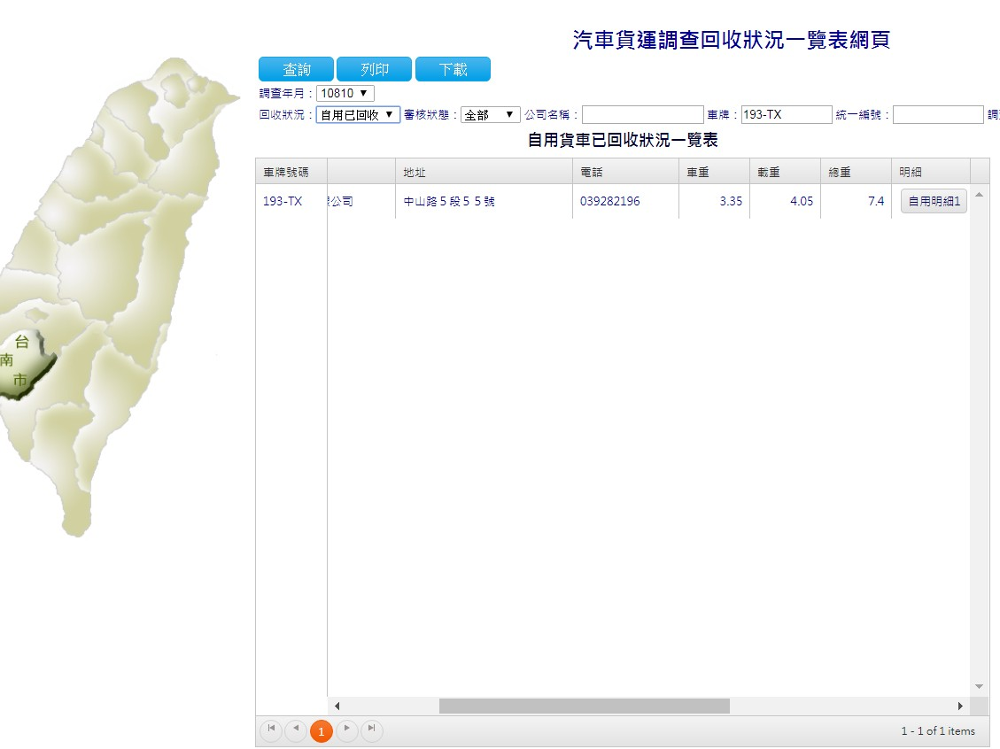 汽車貨運調查回收狀況一覽表網頁
查詢 列印 下載
調查年月： 10810
回收狀況： 自用已回收 審核狀態： 全部 公司名稱： 車牌： 193-TX 統一編號：
自用貨車已回收狀況一覽表
車牌號碼 地址 電話 車重 載重 總重 明細
193-TX 公司 中山路５段５５號 039282196 3.35 4.05 7.4 自用明細1
台
南
市
1 1 - 1 of 1 items